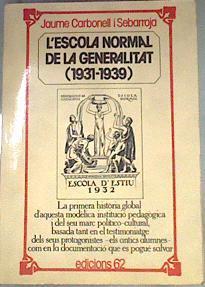 Jaume Carbonell i Sebarroja
L'ESCOLA NORMAL
DE LA GENERALITAT
(1931-1939)
ESCOLA D'ESTIU
1932
La primera història global
d'aquesta modèlica institució pedagògica
i del seu marc político-cultural,
basada tant en el testimoniatge
dels seus protagonistes -els antics alumnes-
com en la documentació que es pogué salvar
edicions 62